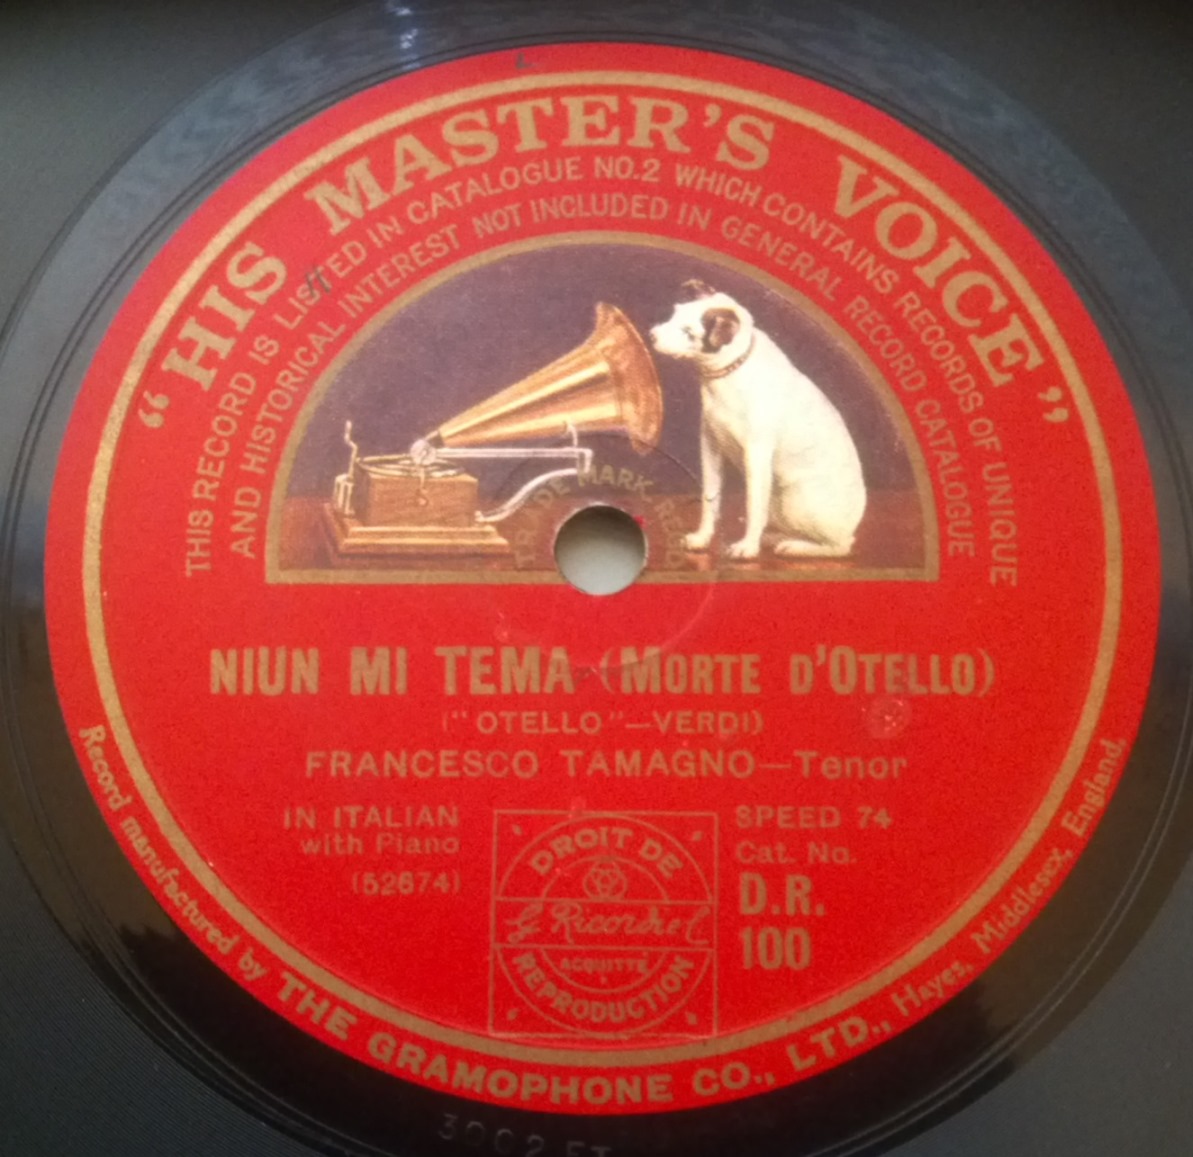 "HIS MASTER'S VOICE"
THIS RECORD IS LISTED IN CATALOGUE NO.2 WHICH CONTAINS RECORDS OF UNIQUE
AND HISTORICAL INTEREST NOT INCLUDED IN GENERAL RECORD CATALOGUE
TRADE MARK. REGD
NIUN MI TEMA (MORTE D'OTELLO)
("OTELLO"—VERDI)
FRANCESCO TAMAGNO—Tenor
IN ITALIAN
with Piano
(52674)
DROIT DE
G. Ricordi e C.
ACQUITTÉ
REPRODUCTION
SPEED 74
Cat. No.
D.R.
100
Record manufactured by THE GRAMOPHONE CO., LTD., Hayes, Middlesex, England.